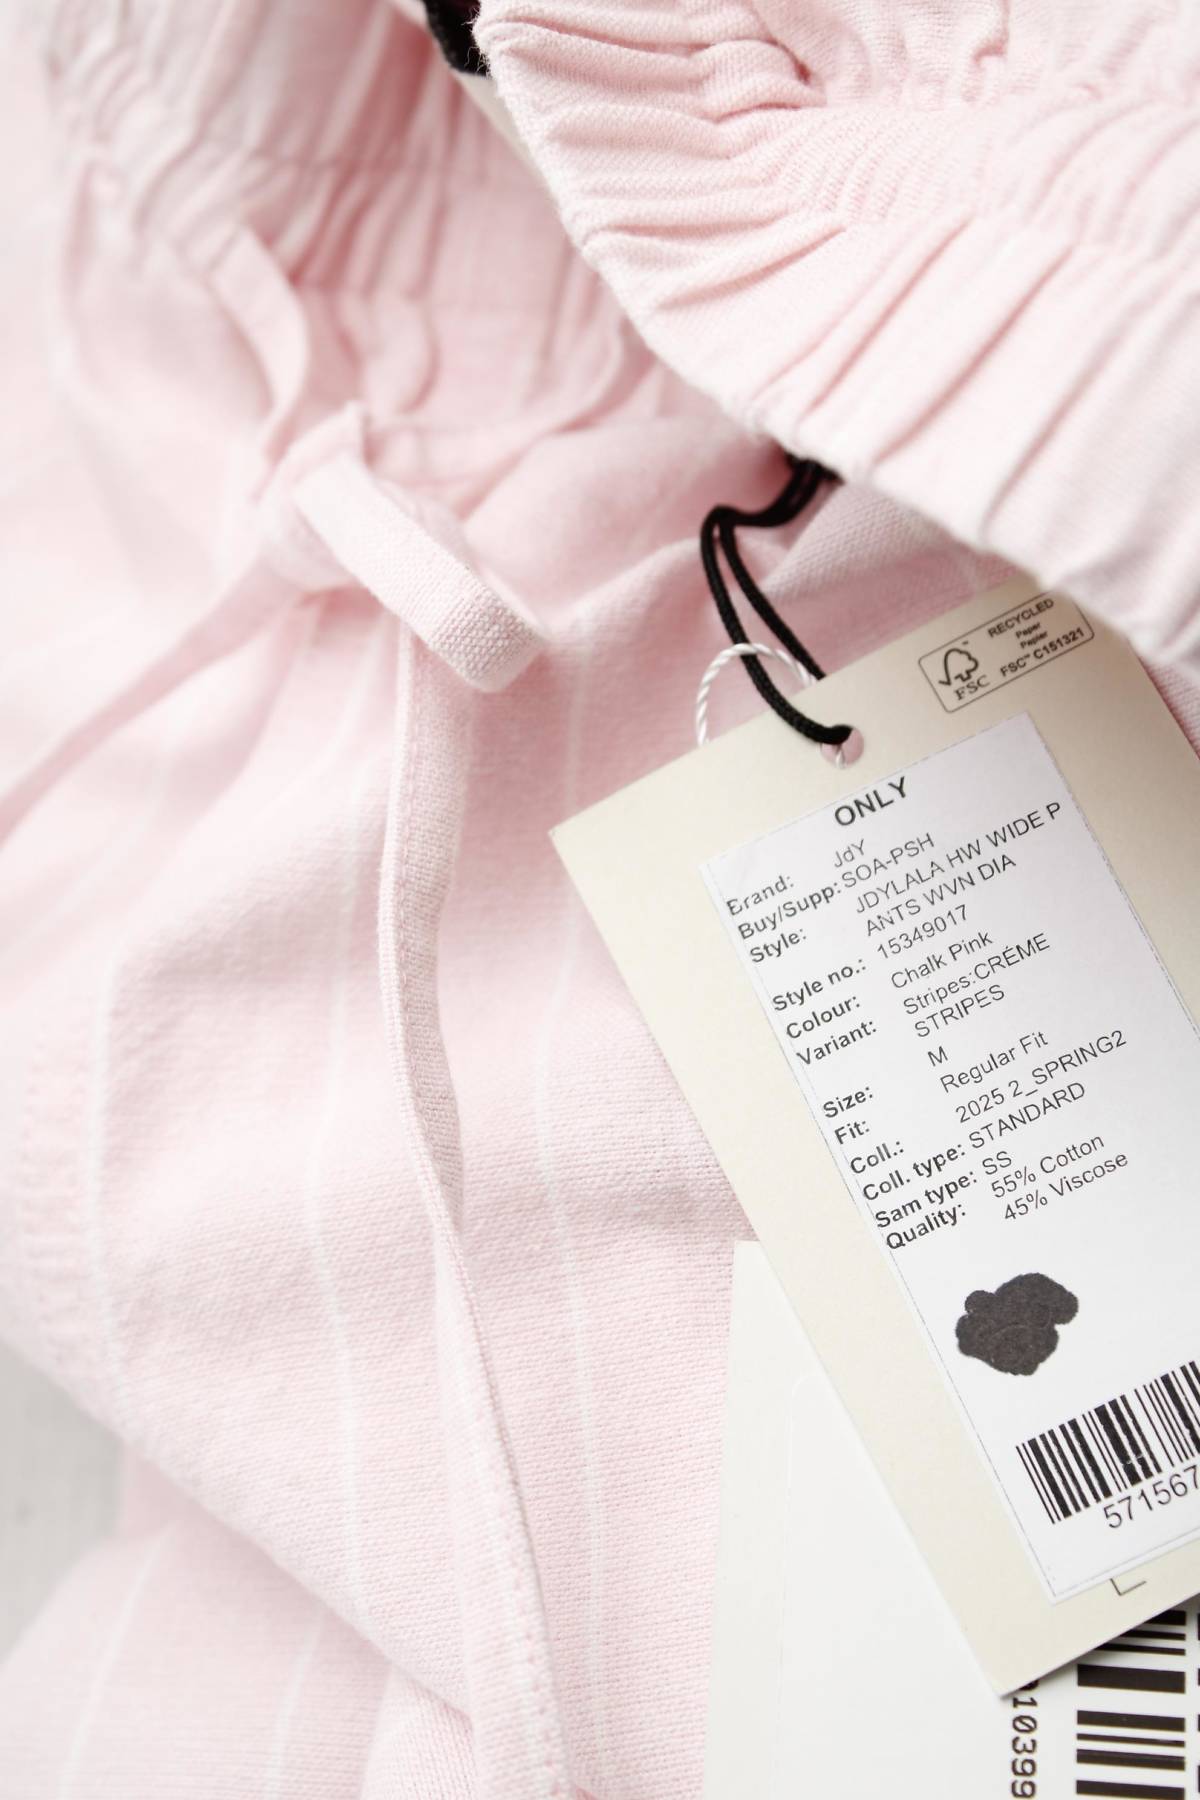 RECYCLED
Paper
Papier
FSC™ C151321
FSC
ONLY
Brand: JdY
Buy/Supp: SOA-PSH
Style: JDYLALA HW WIDE P
ANTS WVN DIA
Style no.: 15349017
Colour: Chalk Pink
Variant: Stripes:CRÉME
STRIPES
Size: M
Fit: Regular Fit
Coll.: 2025 2_SPRING2
Coll. type: STANDARD
Sam type: SS
Quality: 55% Cotton
45% Viscose
571567
10399